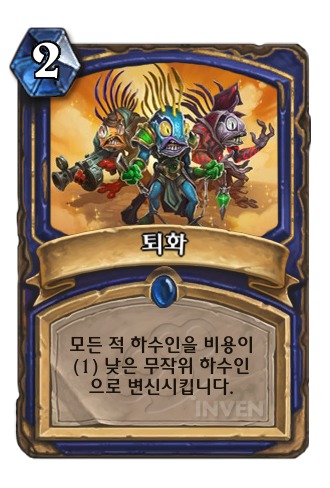 2
퇴화
모든 적 하수인을 비용이
(1) 낮은 무작위 하수인
으로 변신시킵니다.
INVEN